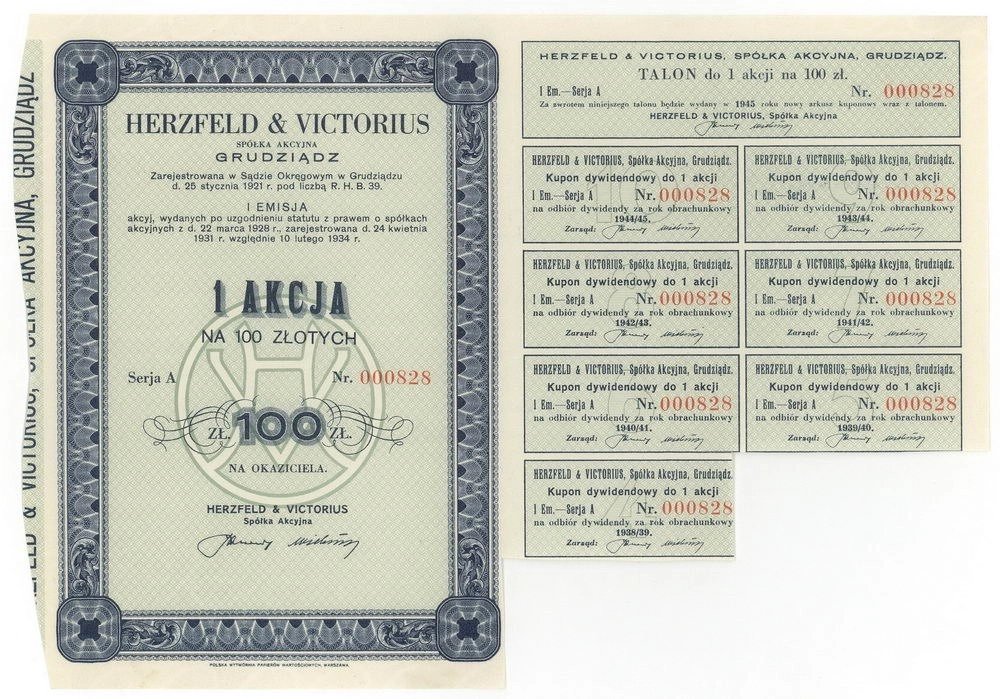 HERZFELD & VICTORIUS
SPÓŁKA AKCYJNA
GRUDZIĄDZ
Zarejestrowana w Sądzie Okręgowym w Grudziądzu
d. 25 stycznia 1921 r. pod liczbą R. H. B. 39.
I EMISJA
akcyj, wydanych po uzgodnieniu statutu z prawem o spółkach
akcyjnych z d. 22 marca 1928 r., zarejestrowana d. 24 kwietnia
1931 r. względnie 10 lutego 1934 r.
1 AKCJA
NA 100 ZŁOTYCH
Serja A Nr. 000828
HV
ZŁ. 100 ZŁ.
NA OKAZICIELA.
HERZFELD & VICTORIUS
Spółka Akcyjna
POLSKA WYTWÓRNIA PAPIERÓW WARTOŚCIOWYCH, WARSZAWA
HERZFELD & VICTORIUS, SPÓŁKA AKCYJNA, GRUDZIĄDZ
HERZFELD & VICTORIUS, SPÓŁKA AKCYJNA, GRUDZIĄDZ.
TALON do 1 akcji na 100 zł.
I Em.—Serja A Nr. 000828
Za zwrotem niniejszego talonu będzie wydany w 1945 roku nowy arkusz kuponowy wraz z talonem.
HERZFELD & VICTORIUS, Spółka Akcyjna
HERZFELD & VICTORIUS, Spółka-Akcyjna, Grudziądz.
Kupon dywidendowy do 1 akcji
I Em.—Serja A Nr. 000828
na odbiór dywidendy za rok obrachunkowy
1944/45.
Zarząd:
HERZFELD & VICTORIUS, Spółka-Akcyjna, Grudziądz.
Kupon dywidendowy do 1 akcji
I Em.—Serja A Nr. 000828
na odbiór dywidendy za rok obrachunkowy
1943/44.
Zarząd:
HERZFELD & VICTORIUS, Spółka Akcyjna, Grudziądz.
Kupon dywidendowy do 1 akcji
I Em.—Serja A Nr. 000828
na odbiór dywidendy za rok obrachunkowy
1942/43.
Zarząd:
HERZFELD & VICTORIUS, Spółka Akcyjna, Grudziądz.
Kupon dywidendowy do 1 akcji
I Em.—Serja A Nr. 000828
na odbiór dywidendy za rok obrachunkowy
1941/42.
Zarząd:
HERZFELD & VICTORIUS, Spółka Akcyjna, Grudziądz.
Kupon dywidendowy do 1 akcji
I Em.—Serja A Nr. 000828
na odbiór dywidendy za rok obrachunkowy
1940/41.
Zarząd:
HERZFELD & VICTORIUS, Spółka Akcyjna, Grudziądz.
Kupon dywidendowy do 1 akcji
I Em.—Serja A Nr. 000828
na odbiór dywidendy za rok obrachunkowy
1939/40.
Zarząd:
HERZFELD & VICTORIUS, Spółka Akcyjna, Grudziądz.
Kupon dywidendowy do 1 akcji
I Em.—Serja A Nr. 000828
na odbiór dywidendy za rok obrachunkowy
1938/39.
Zarząd: